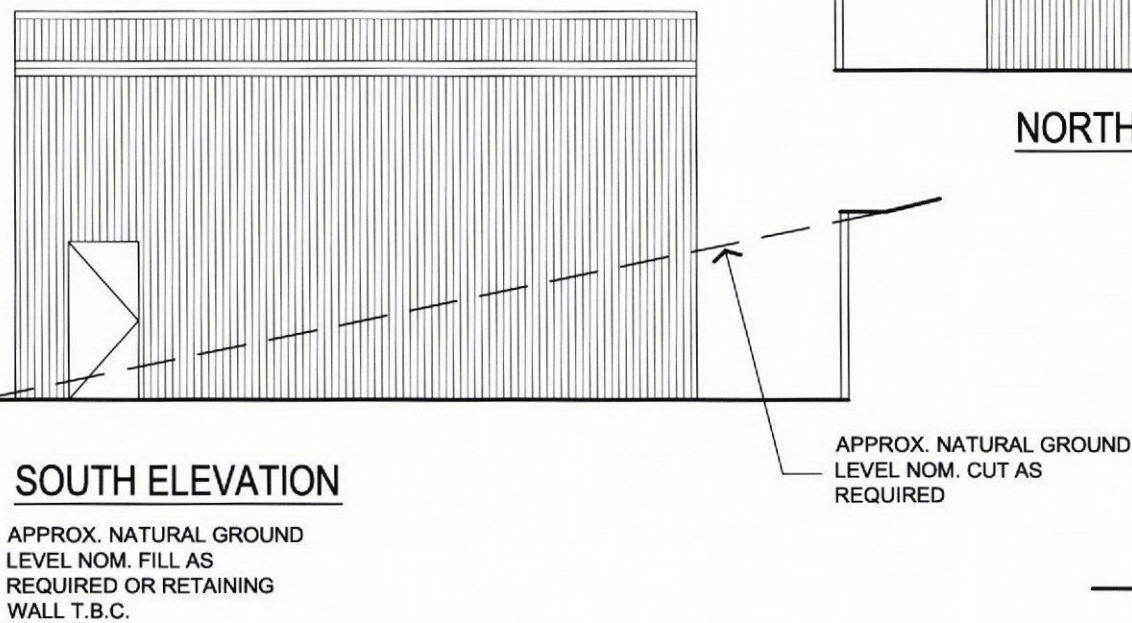 NORTH
APPROX. NATURAL GROUND
LEVEL NOM. CUT AS
REQUIRED
SOUTH ELEVATION
APPROX. NATURAL GROUND
LEVEL NOM. FILL AS
REQUIRED OR RETAINING
WALL T.B.C.